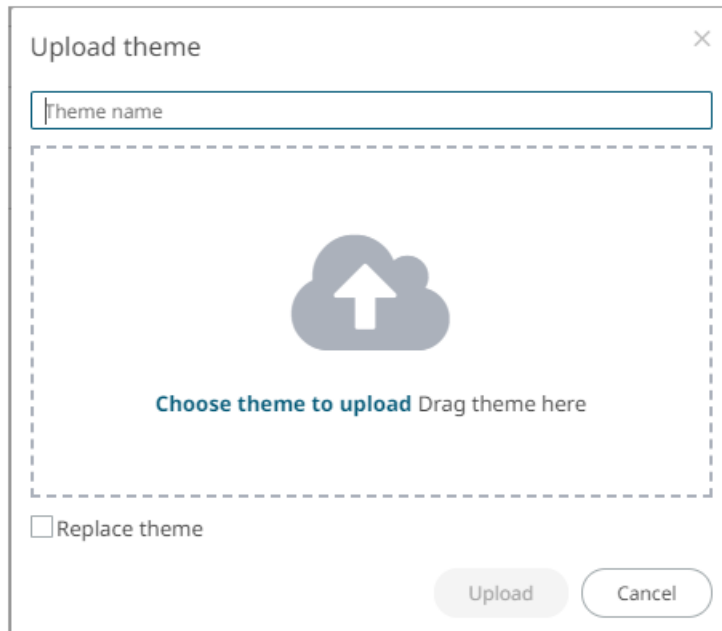 Upload theme
Theme name
Choose theme to upload Drag theme here
Replace theme
Upload Cancel